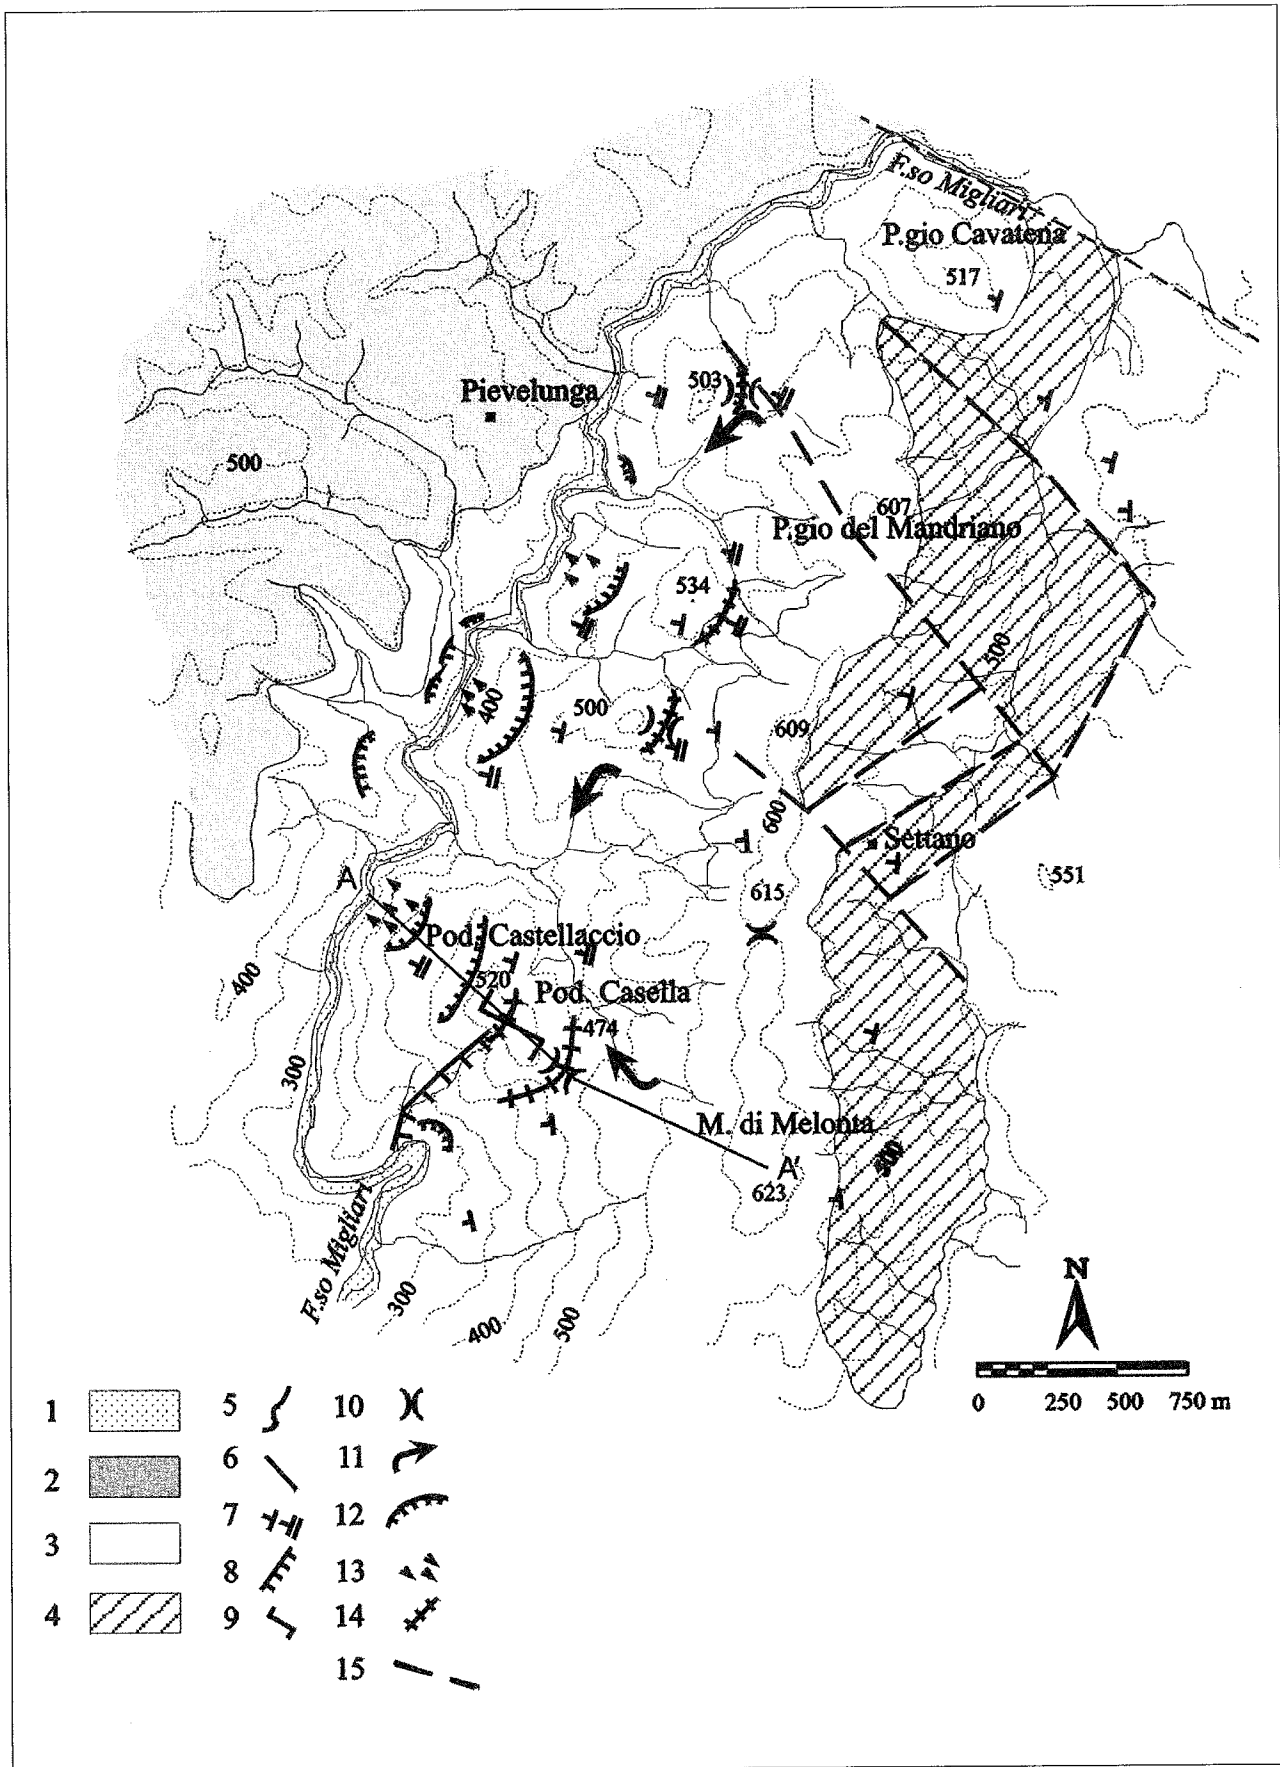 F.so Migliari
P.gio Cavatena
517
503
Pievelunga
500
607
P.gio del Mandriano
534
500
400
500
609
600
Settano
A
615
551
Pod. Castellaccio
400
520
Pod. Casella
474
300
M. di Melonta
A'
500
623
F.so Migliari
300
400
500
N
0 250 500 750 m
1 5 10
2 6 11
3 7 12
4 8 13
9 14
15